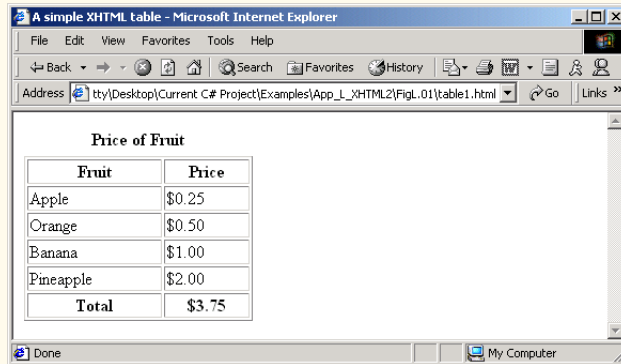 A simple XHTML table - Microsoft Internet Explorer
File Edit View Favorites Tools Help
Back Search Favorites History
Address tty\Desktop\Current C# Project\Examples\App_L_XHTML2\FigL.01\table1.html Go Links »
Price of Fruit
Fruit Price
Apple $0.25
Orange $0.50
Banana $1.00
Pineapple $2.00
Total $3.75
Done My Computer